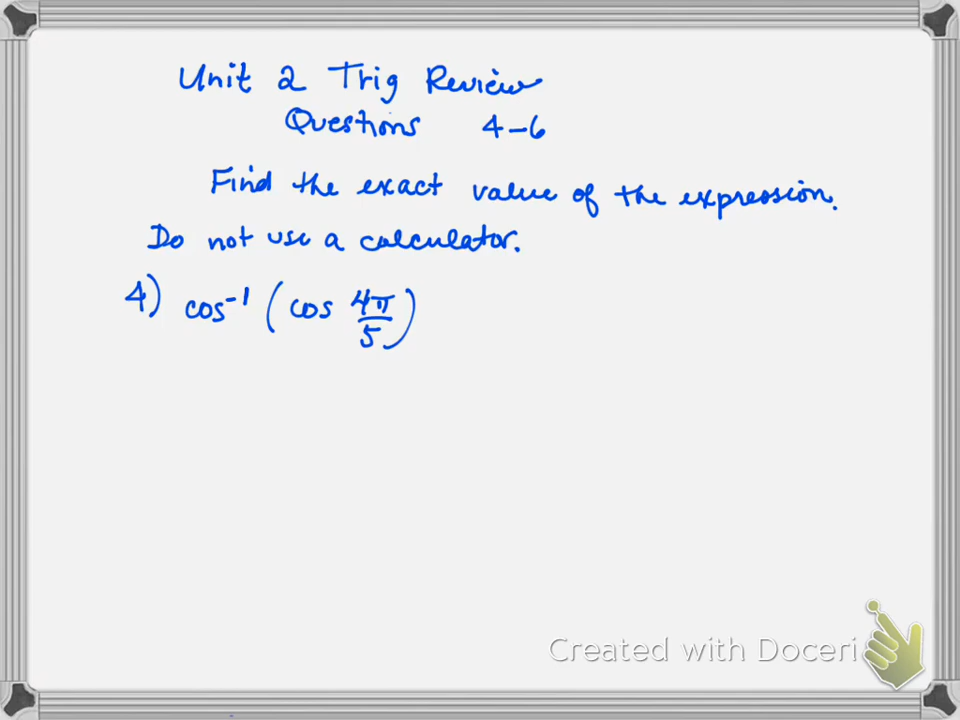 Unit 2 Trig Review
Questions 4-6
Find the exact value of the expression.
Do not use a calculator.
4) cos⁻¹ (cos 4π/5)
Created with Doceri